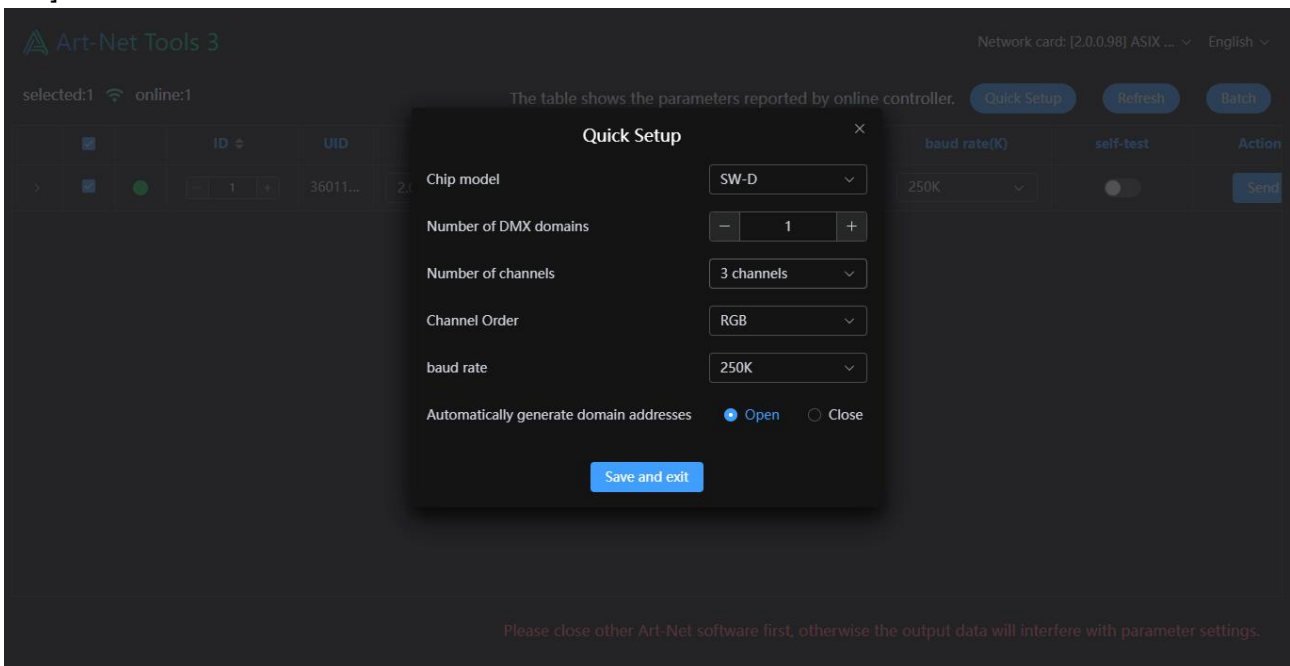 Art-Net Tools 3
Network card: [2.0.0.98] ASIX ...
English
selected:1 online:1
The table shows the parameters reported by online controller.
Quick Setup
Refresh
Batch
ID
UID
baud rate(K)
self-test
Action
1
36011...
2.0
250K
Send
Quick Setup
Chip model
SW-D
Number of DMX domains
1
Number of channels
3 channels
Channel Order
RGB
baud rate
250K
Automatically generate domain addresses
Open
Close
Save and exit
Please close other Art-Net software first, otherwise the output data will interfere with parameter settings.